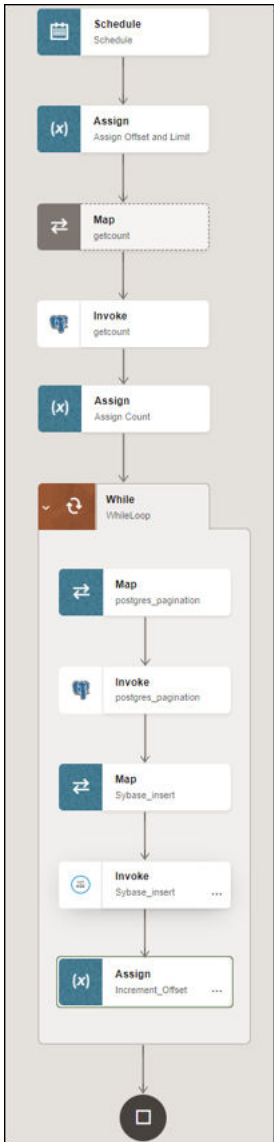 Schedule
Schedule
(x)
Assign
Assign Offset and Limit
Map
getcount
Invoke
getcount
(x)
Assign
Assign Count
While
WhileLoop
Map
postgres_pagination
Invoke
postgres_pagination
Map
Sybase_insert
Invoke
Sybase_insert
...
(x)
Assign
Increment_Offset
...